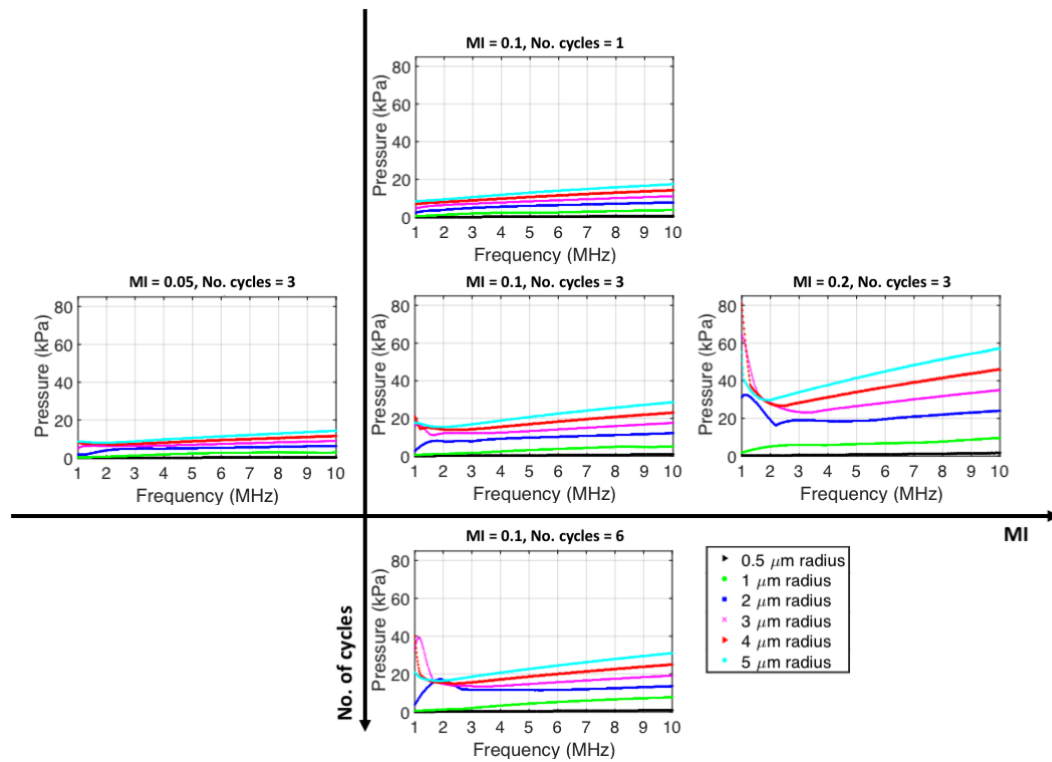 MI = 0.1, No. cycles = 1
Pressure (kPa)
80
60
40
20
0
1 2 3 4 5 6 7 8 9 10
Frequency (MHz)
MI = 0.05, No. cycles = 3
Pressure (kPa)
80
60
40
20
0
1 2 3 4 5 6 7 8 9 10
Frequency (MHz)
MI = 0.1, No. cycles = 3
Pressure (kPa)
80
60
40
20
0
1 2 3 4 5 6 7 8 9 10
Frequency (MHz)
MI = 0.2, No. cycles = 3
Pressure (kPa)
80
60
40
20
0
1 2 3 4 5 6 7 8 9 10
Frequency (MHz)
MI
No. of cycles
MI = 0.1, No. cycles = 6
Pressure (kPa)
80
60
40
20
0
1 2 3 4 5 6 7 8 9 10
Frequency (MHz)
0.5 μm radius
1 μm radius
2 μm radius
3 μm radius
4 μm radius
5 μm radius